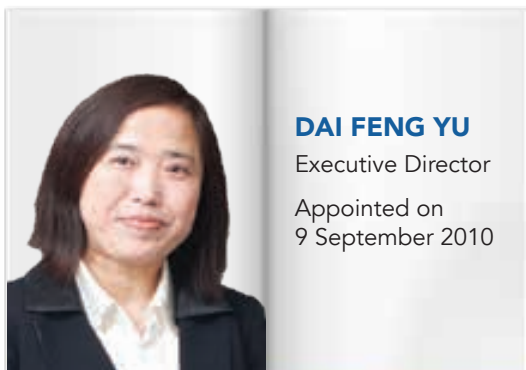 DAI FENG YU
Executive Director
Appointed on
9 September 2010